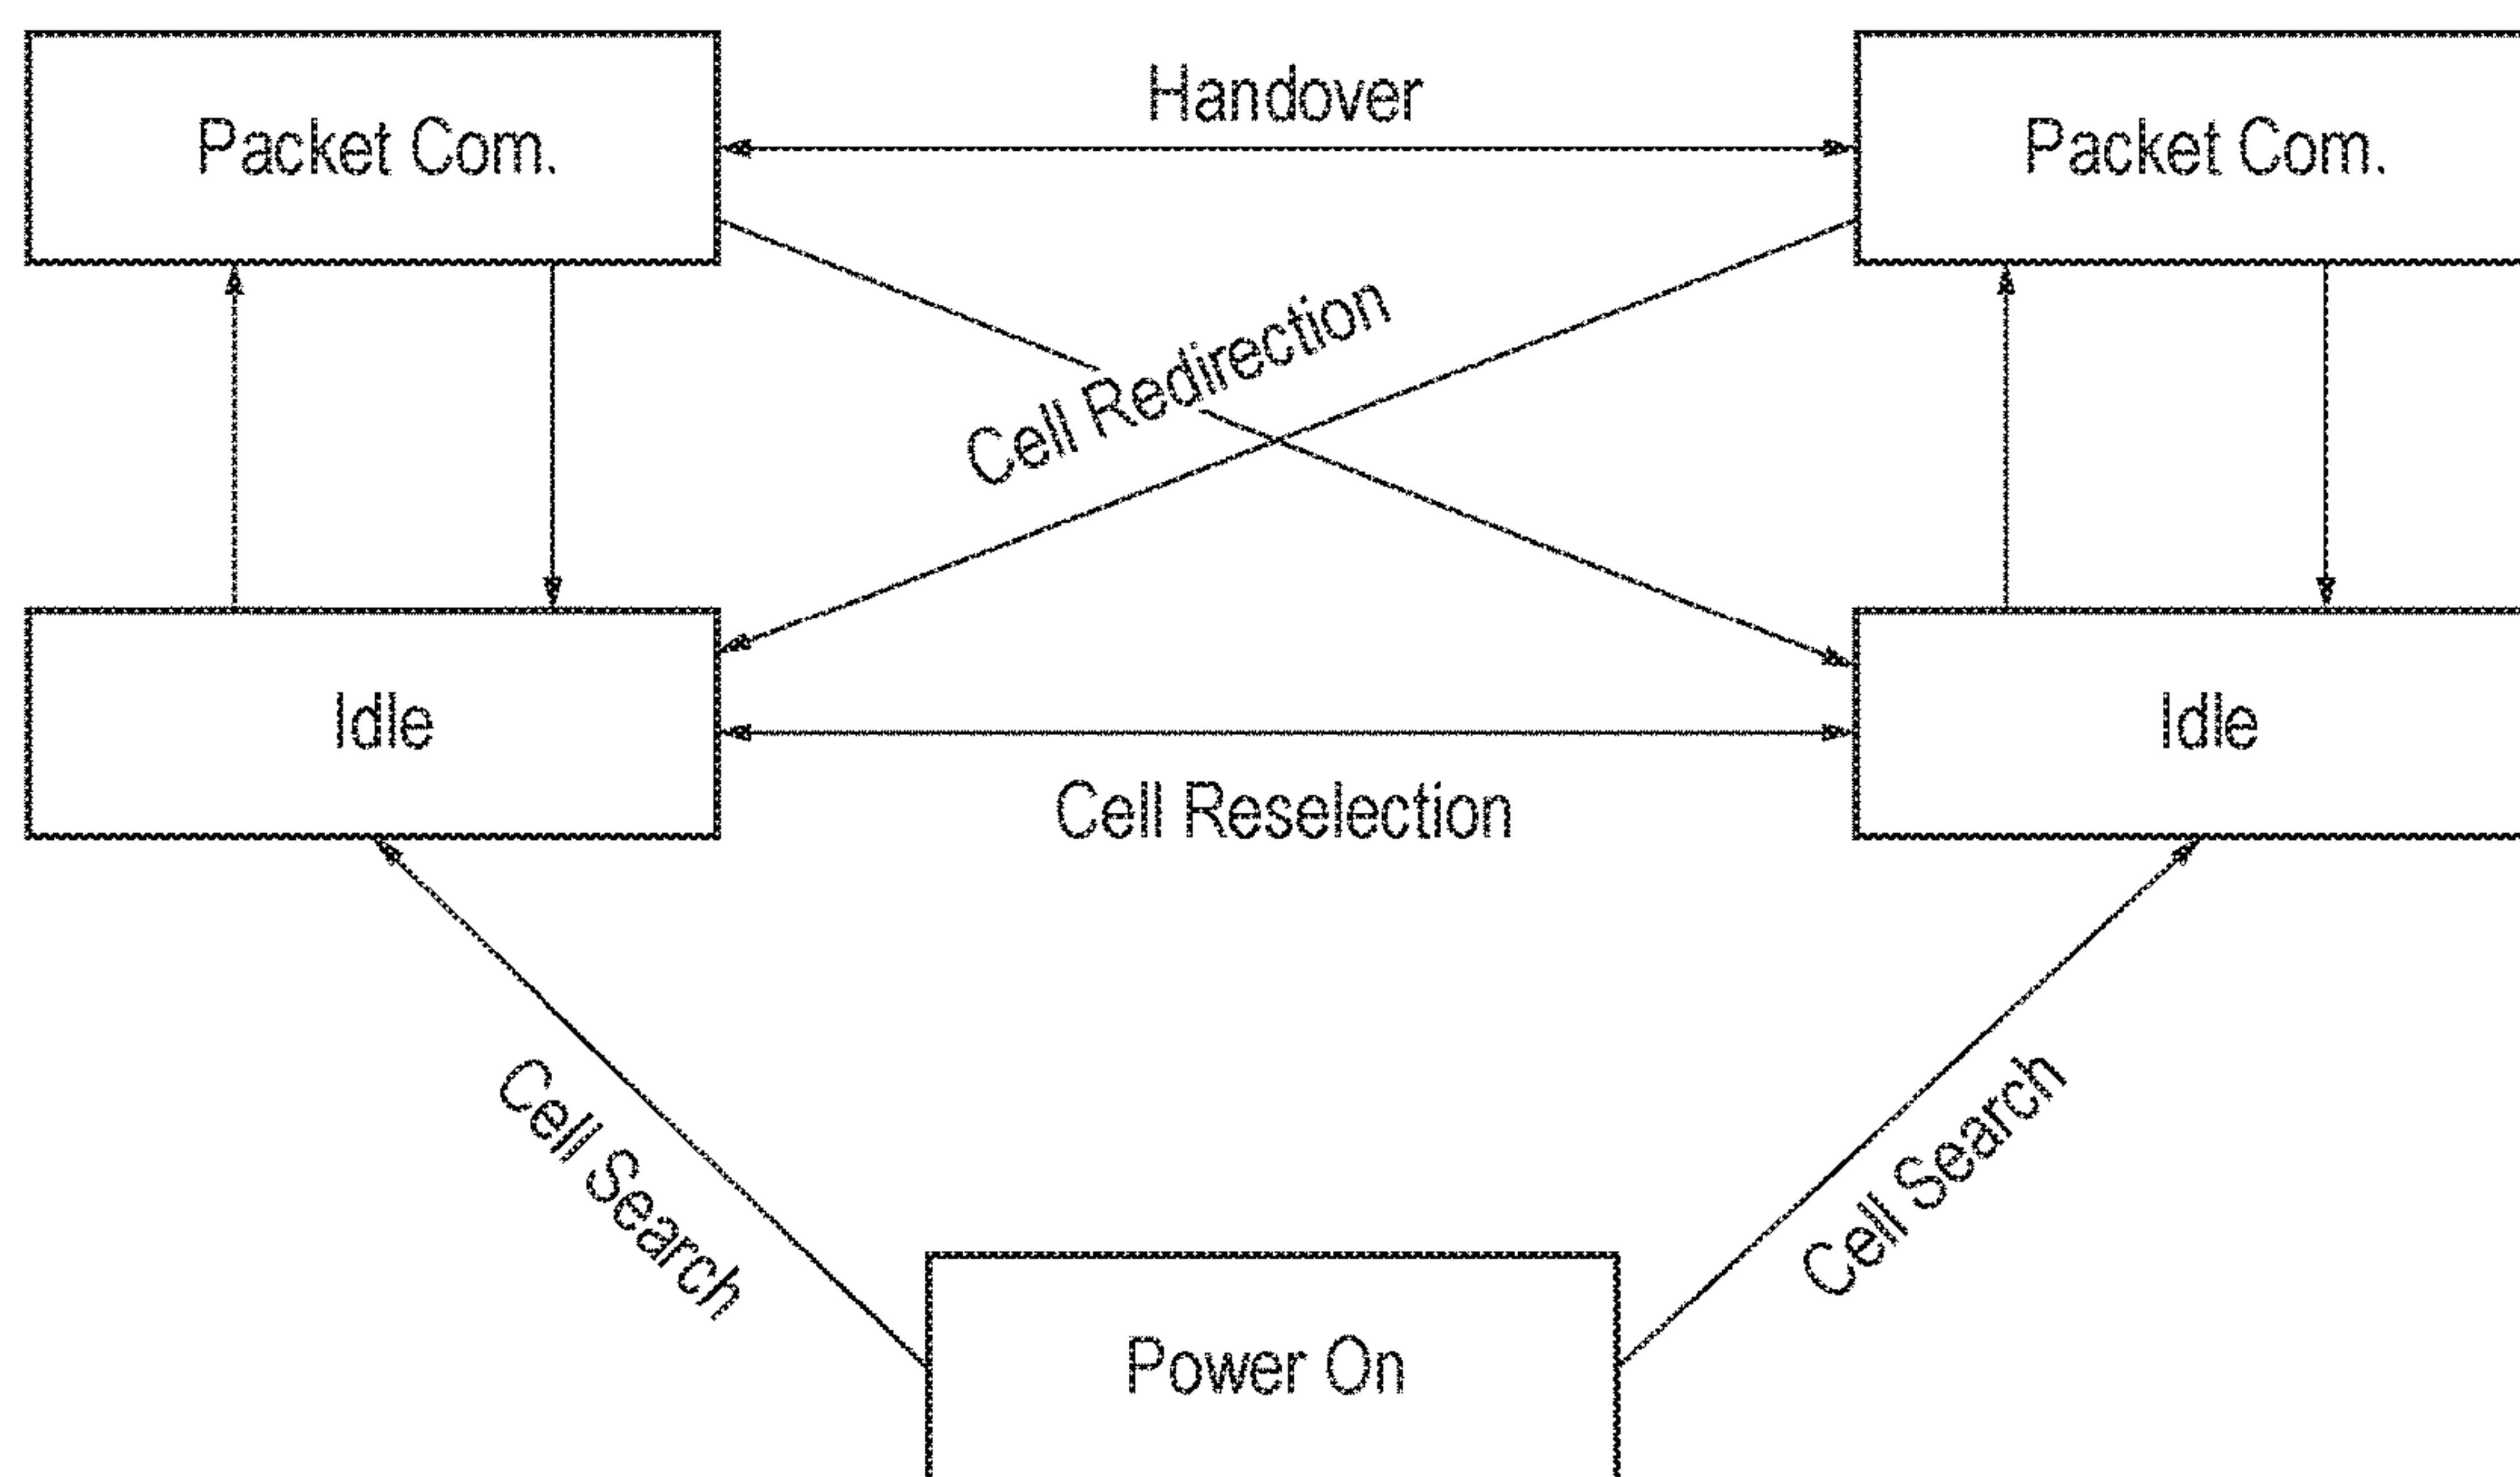 Handover
Packet Com.
Packet Com.
Cell Redirection
Idle
Idle
Cell Reselection
Cell Search
Cell Search
Power On